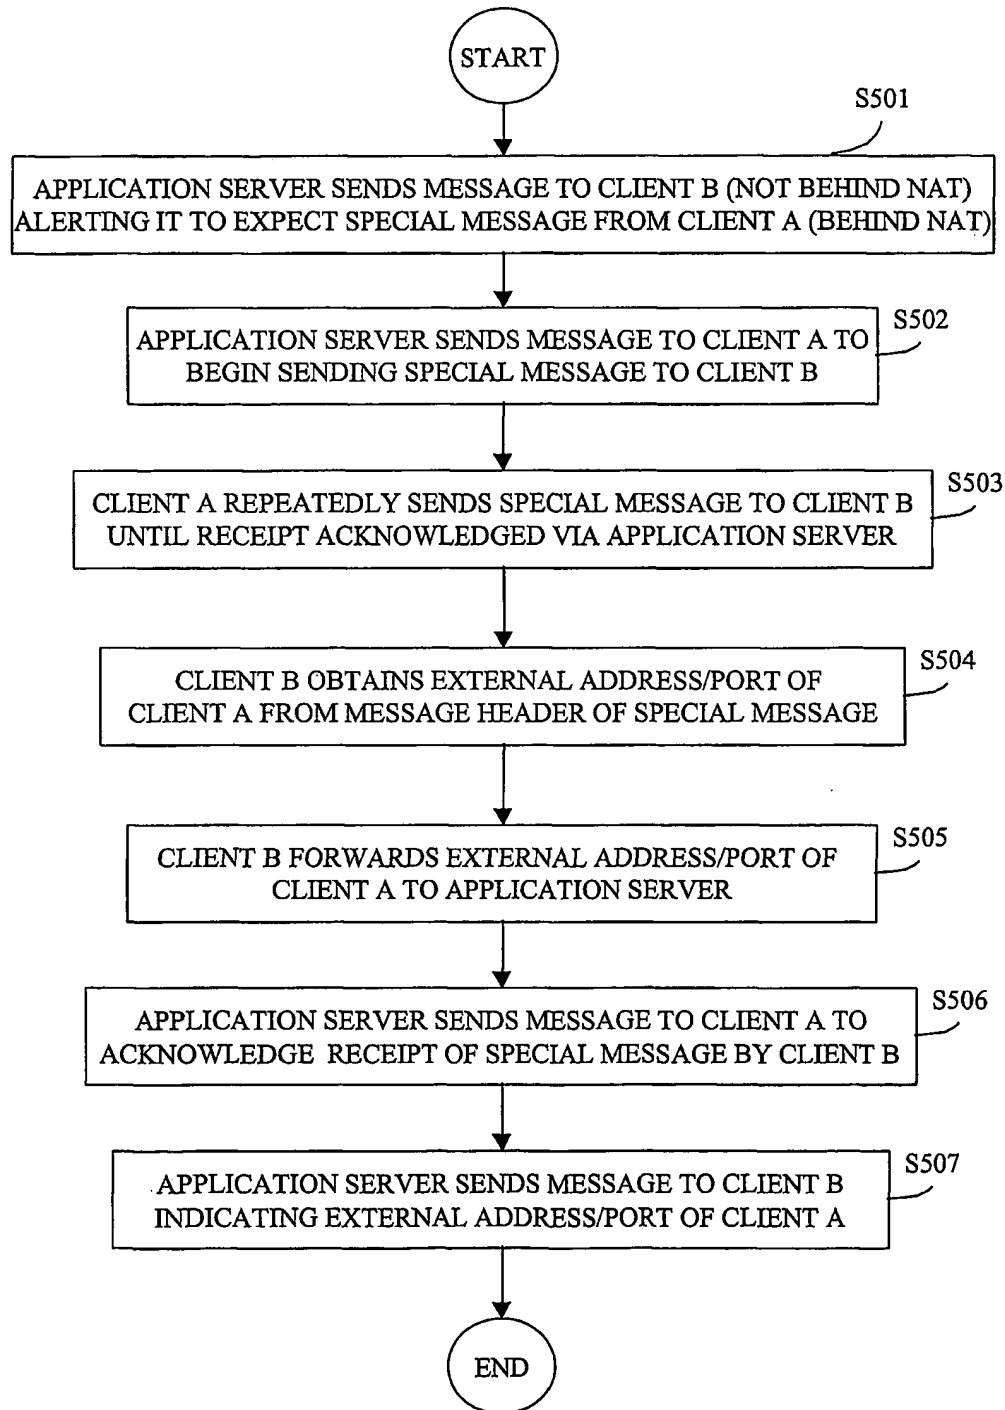 START
S501
APPLICATION SERVER SENDS MESSAGE TO CLIENT B (NOT BEHIND NAT)
ALERTING IT TO EXPECT SPECIAL MESSAGE FROM CLIENT A (BEHIND NAT)
S502
APPLICATION SERVER SENDS MESSAGE TO CLIENT A TO
BEGIN SENDING SPECIAL MESSAGE TO CLIENT B
S503
CLIENT A REPEATEDLY SENDS SPECIAL MESSAGE TO CLIENT B
UNTIL RECEIPT ACKNOWLEDGED VIA APPLICATION SERVER
S504
CLIENT B OBTAINS EXTERNAL ADDRESS/PORT OF
CLIENT A FROM MESSAGE HEADER OF SPECIAL MESSAGE
S505
CLIENT B FORWARDS EXTERNAL ADDRESS/PORT OF
CLIENT A TO APPLICATION SERVER
S506
APPLICATION SERVER SENDS MESSAGE TO CLIENT A TO
ACKNOWLEDGE RECEIPT OF SPECIAL MESSAGE BY CLIENT B
S507
APPLICATION SERVER SENDS MESSAGE TO CLIENT B
INDICATING EXTERNAL ADDRESS/PORT OF CLIENT A
END